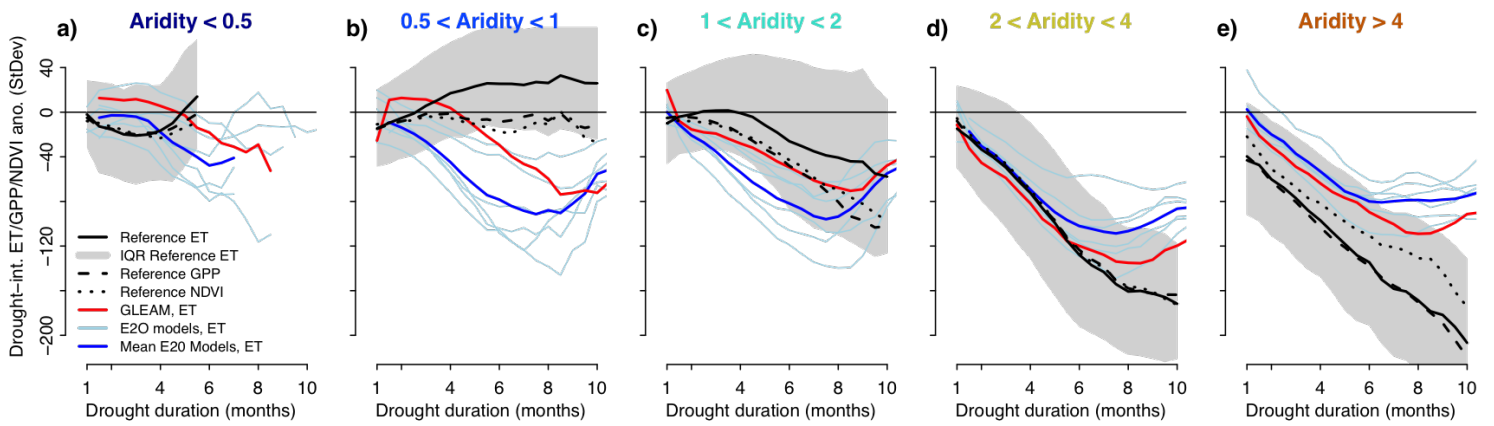 a) Aridity < 0.5
b) 0.5 < Aridity < 1
c) 1 < Aridity < 2
d) 2 < Aridity < 4
e) Aridity > 4
Drought−int. ET/GPP/NDVI ano. (StDev)
40
0
−40
−120
−200
Reference ET
IQR Reference ET
Reference GPP
Reference NDVI
GLEAM, ET
E2O models, ET
Mean E20 Models, ET
1 4 6 8 10
Drought duration (months)
1 4 6 8 10
Drought duration (months)
1 4 6 8 10
Drought duration (months)
1 4 6 8 10
Drought duration (months)
1 4 6 8 10
Drought duration (months)